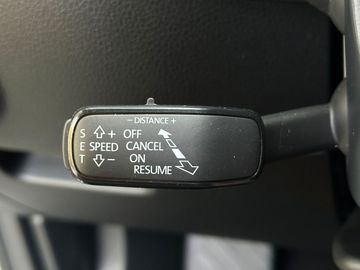 − DISTANCE +
S ⇧+ OFF
E SPEED CANCEL
T ⇩− ON
RESUME